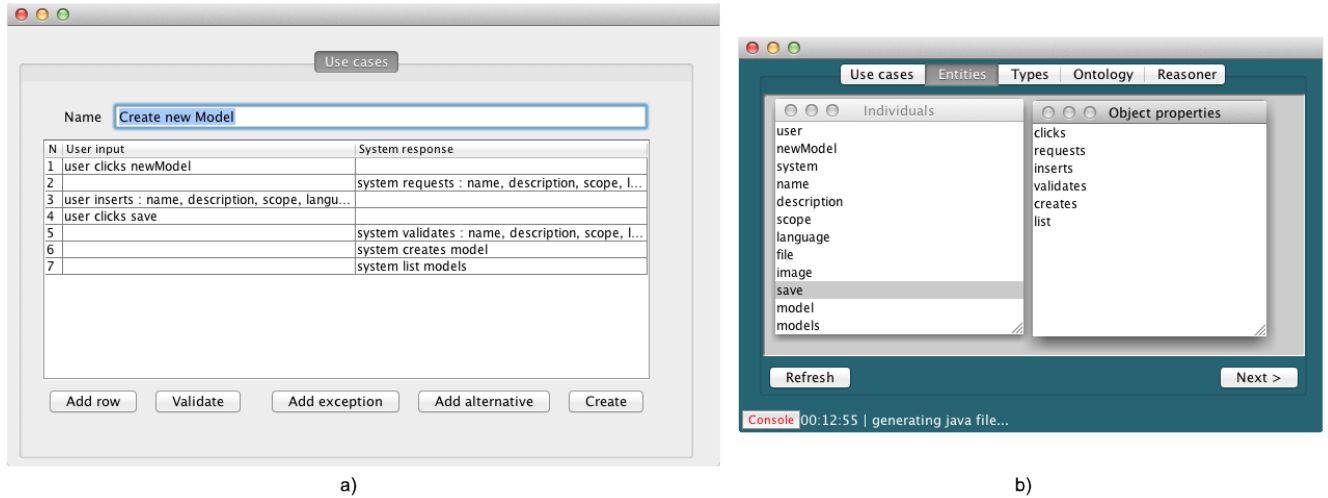 Use cases
Name Create new Model
N User input System response
1 user clicks newModel
2 system requests : name, description, scope, l...
3 user inserts : name, description, scope, langu...
4 user clicks save
5 system validates : name, description, scope, l...
6 system creates model
7 system list models
Add row Validate Add exception Add alternative Create
a)
Use cases Entities Types Ontology Reasoner
Individuals
user
newModel
system
name
description
scope
language
file
image
save
model
models
Object properties
clicks
requests
inserts
validates
creates
list
Refresh Next >
Console 00:12:55 | generating java file...
b)